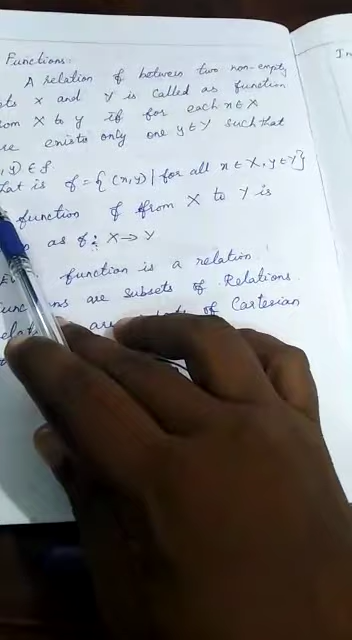 Functions:
A relation f between two non-empty
sets X and Y is called as function
from X to Y if for each x ∈ X
there exists only one y ∈ Y such that
, y) ∈ f
That is f = { (x, y) | for all x ∈ X, y ∈ Y}
function f from X to Y is
as f : X → Y
function is a relation.
Functions are subsets of Relations.
of Cartesian
In